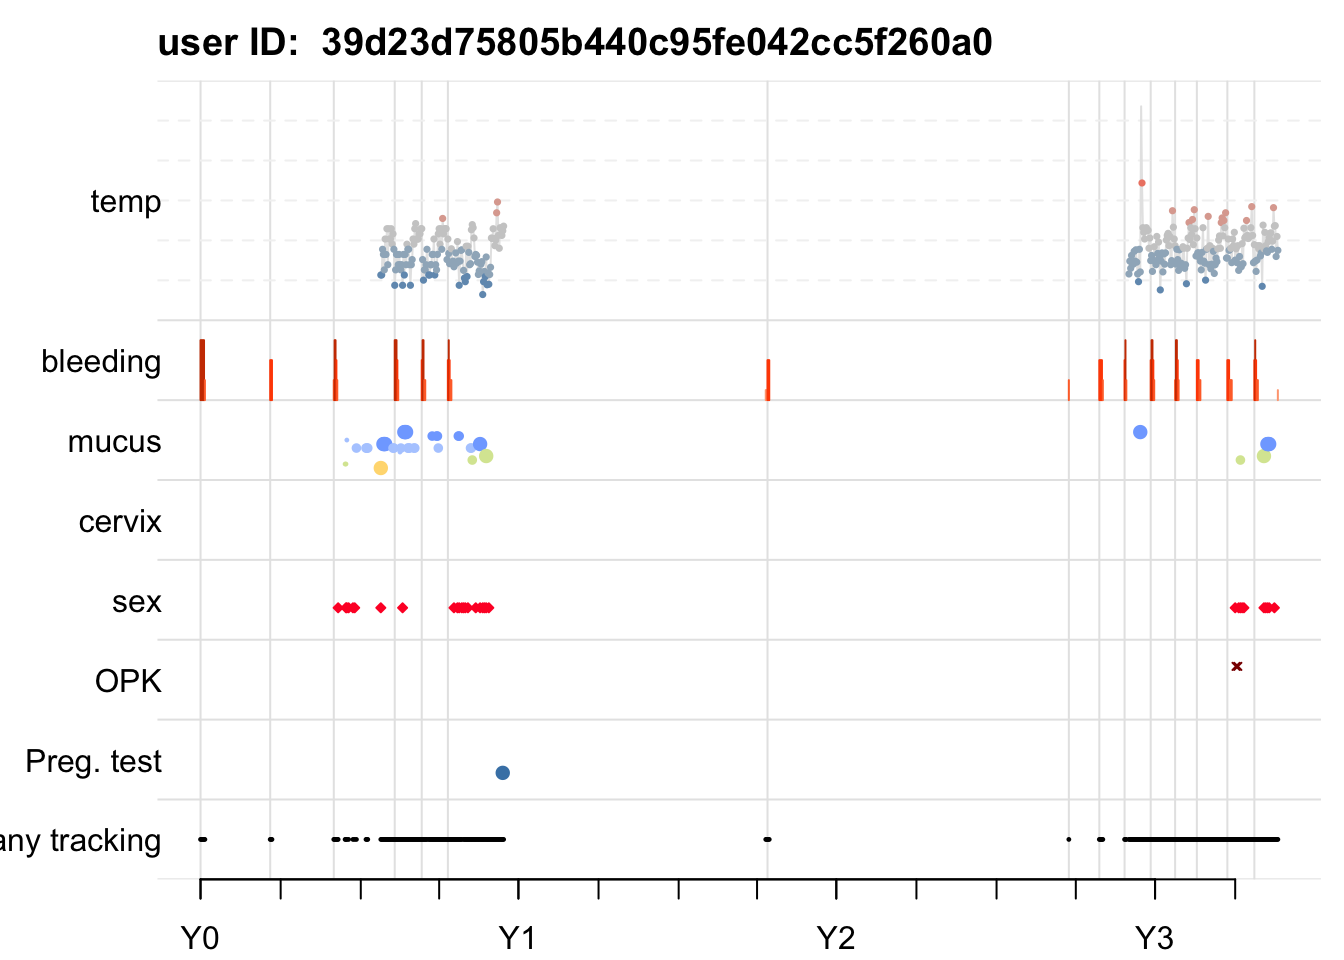 user ID:  39d23d75805b440c95fe042cc5f260a0
temp
bleeding
mucus
cervix
sex
OPK
Preg. test
any tracking
Y0 Y1 Y2 Y3